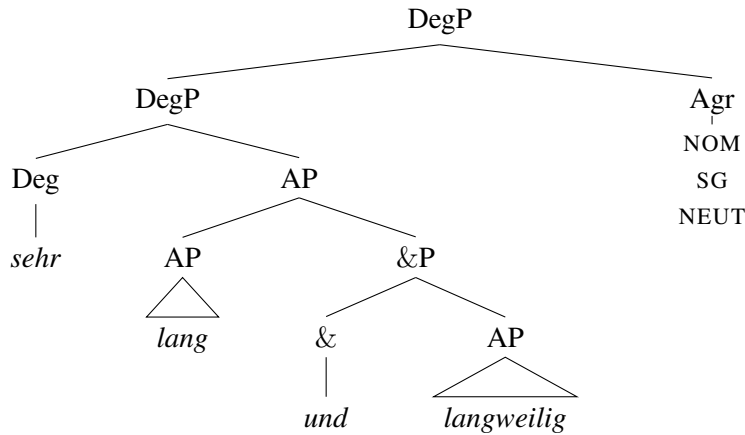 DegP
DegP Agr
NOM
Deg AP SG
NEUT
sehr AP &P
lang & AP
und langweilig